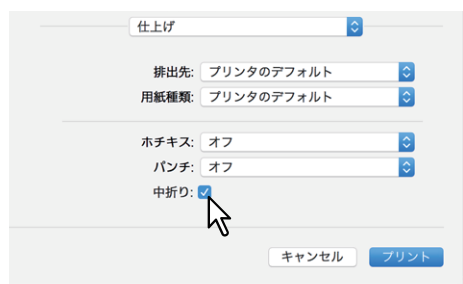 仕上げ
排出先: プリンタのデフォルト
用紙種類: プリンタのデフォルト
ホチキス: オフ
パンチ: オフ
中折り:
キャンセル プリント